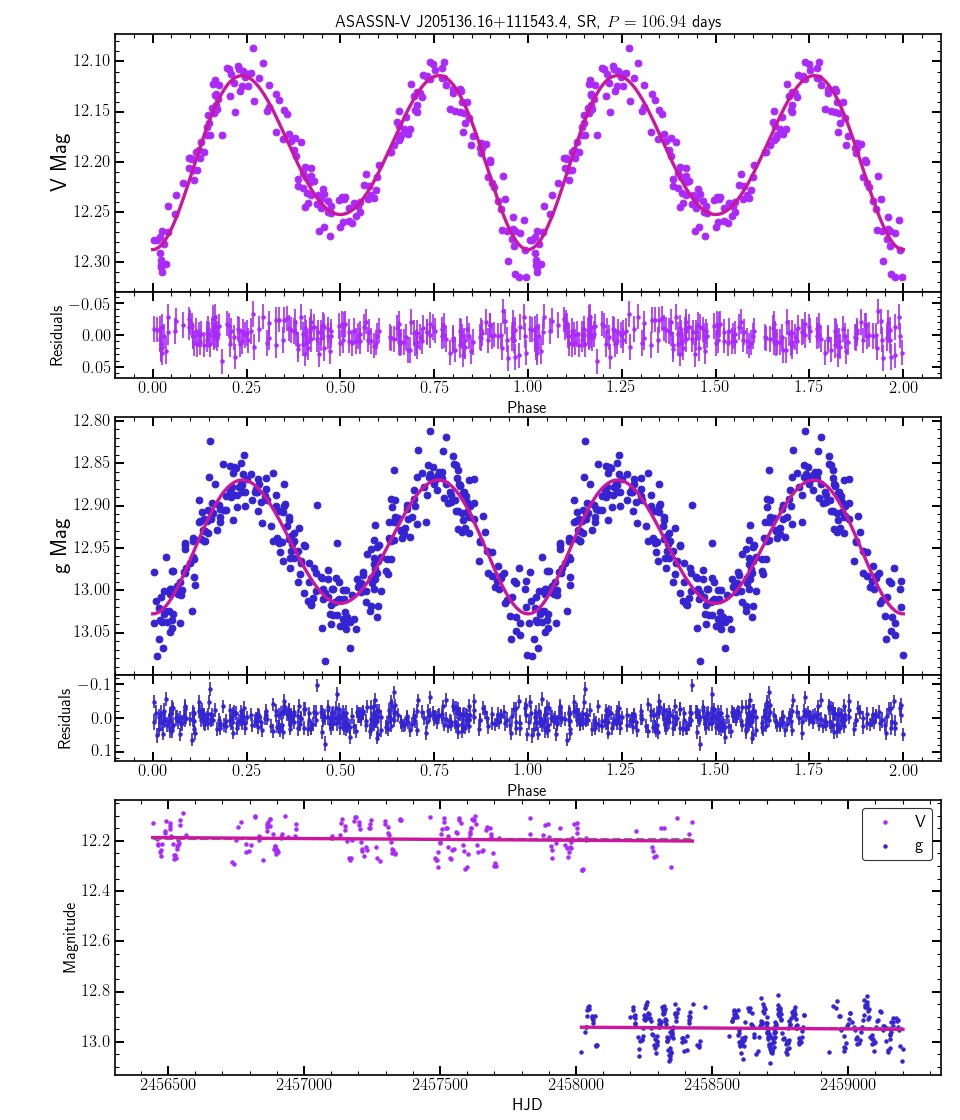 ASASSN-V J205136.16+111543.4, SR, P = 106.94 days
V Mag
12.10
12.15
12.20
12.25
12.30
Residuals
−0.05
0.00
0.05
0.00 0.25 0.50 0.75 1.00 1.25 1.50 1.75 2.00
Phase
g Mag
12.80
12.85
12.90
12.95
13.00
13.05
Residuals
−0.1
0.0
0.1
0.00 0.25 0.50 0.75 1.00 1.25 1.50 1.75 2.00
Phase
Magnitude
12.2
12.4
12.6
12.8
13.0
V
g
2456500 2457000 2457500 2458000 2458500 2459000
HJD